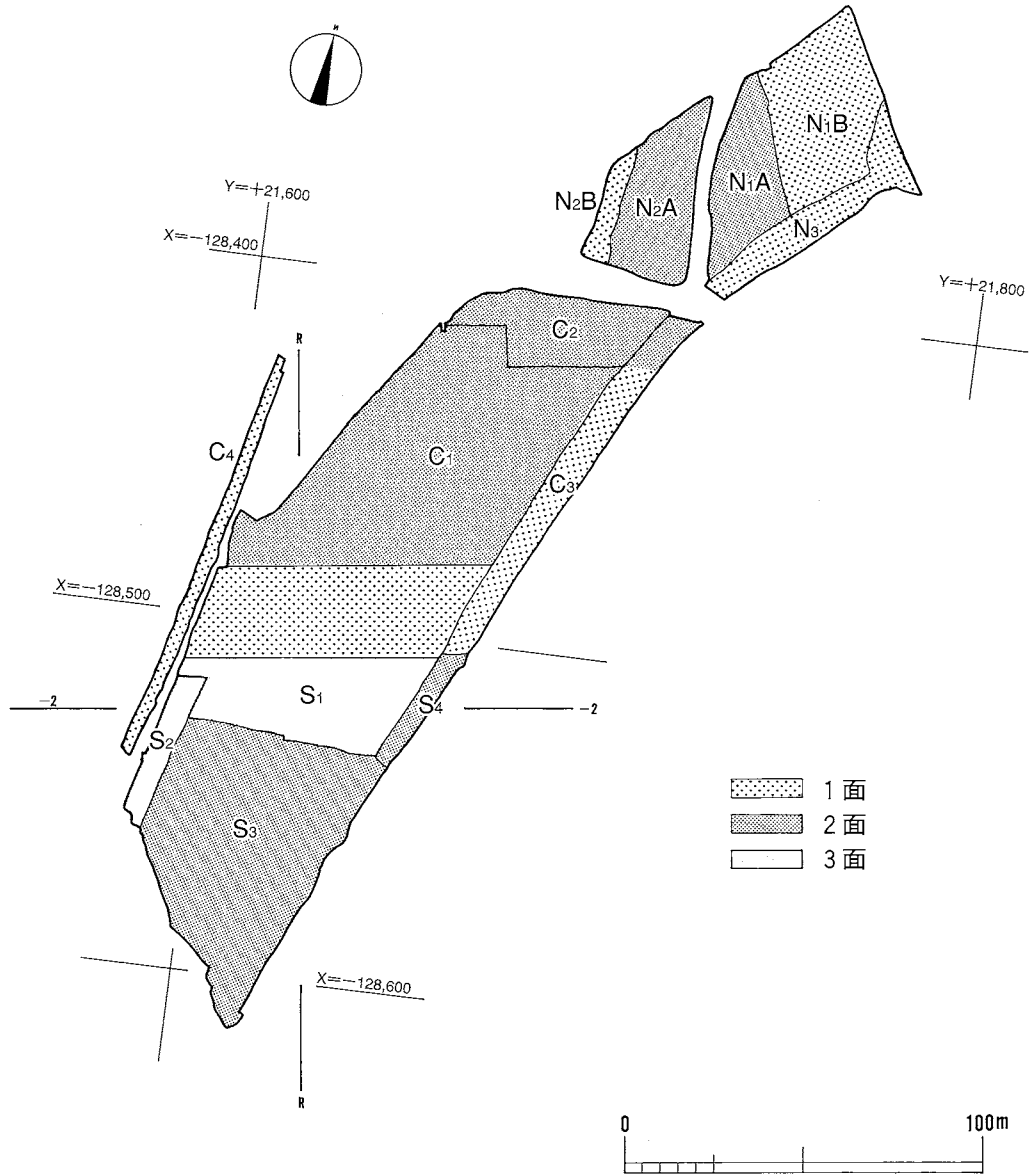 N
Y=+21,600
X=-128,400
N₁B
N₂B
N₂A
N₁A
N₃
Y=+21,800
R
C₂
C₄
C₁
C₃
X=-128,500
S₁
-2
S₂
S₄
-2
1面
2面
S₃
3面
X=-128,600
R
0
100m